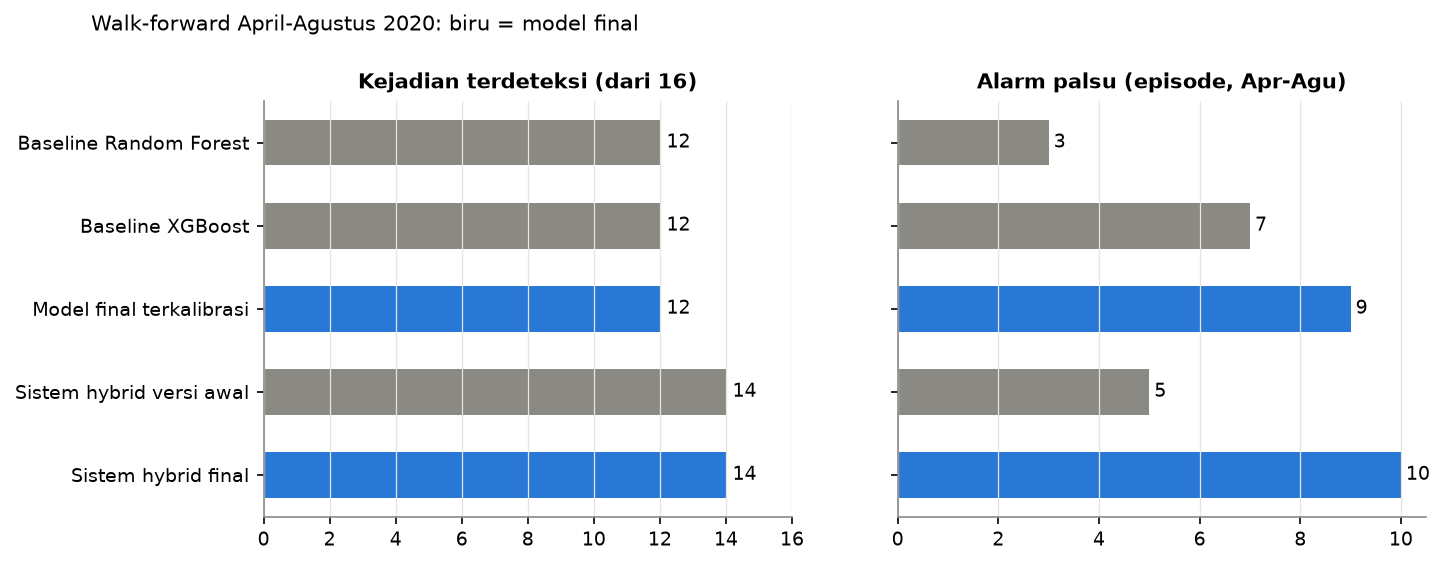 Walk-forward April-Agustus 2020: biru = model final
Kejadian terdeteksi (dari 16)
Baseline Random Forest 12
Baseline XGBoost 12
Model final terkalibrasi 12
Sistem hybrid versi awal 14
Sistem hybrid final 14
0 2 4 6 8 10 12 14 16
Alarm palsu (episode, Apr-Agu)
3
7
9
5
10
0 2 4 6 8 10